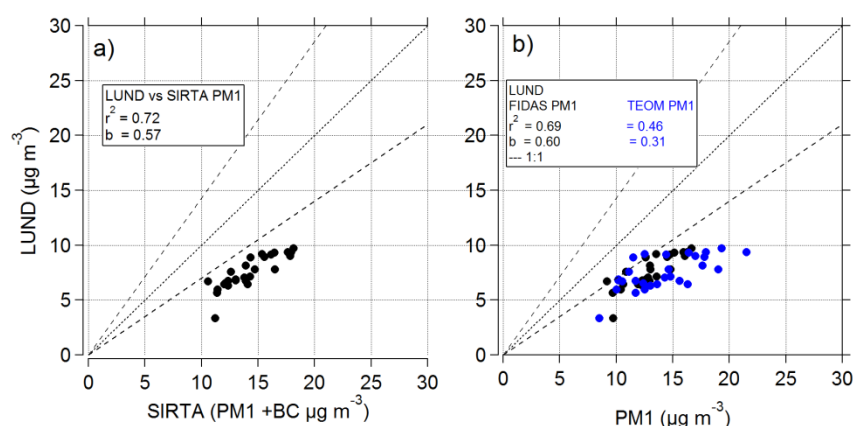 a)
LUND vs SIRTA PM1
r² = 0.72
b = 0.57
LUND (µg m⁻³)
30
25
20
15
10
5
0
0 5 10 15 20 25 30
SIRTA (PM1 +BC µg m⁻³)
b)
LUND
FIDAS PM1 TEOM PM1
r² = 0.69 = 0.46
b = 0.60 = 0.31
--- 1:1
30
25
20
15
10
5
0
0 5 10 15 20 25 30
PM1 (µg m⁻³)